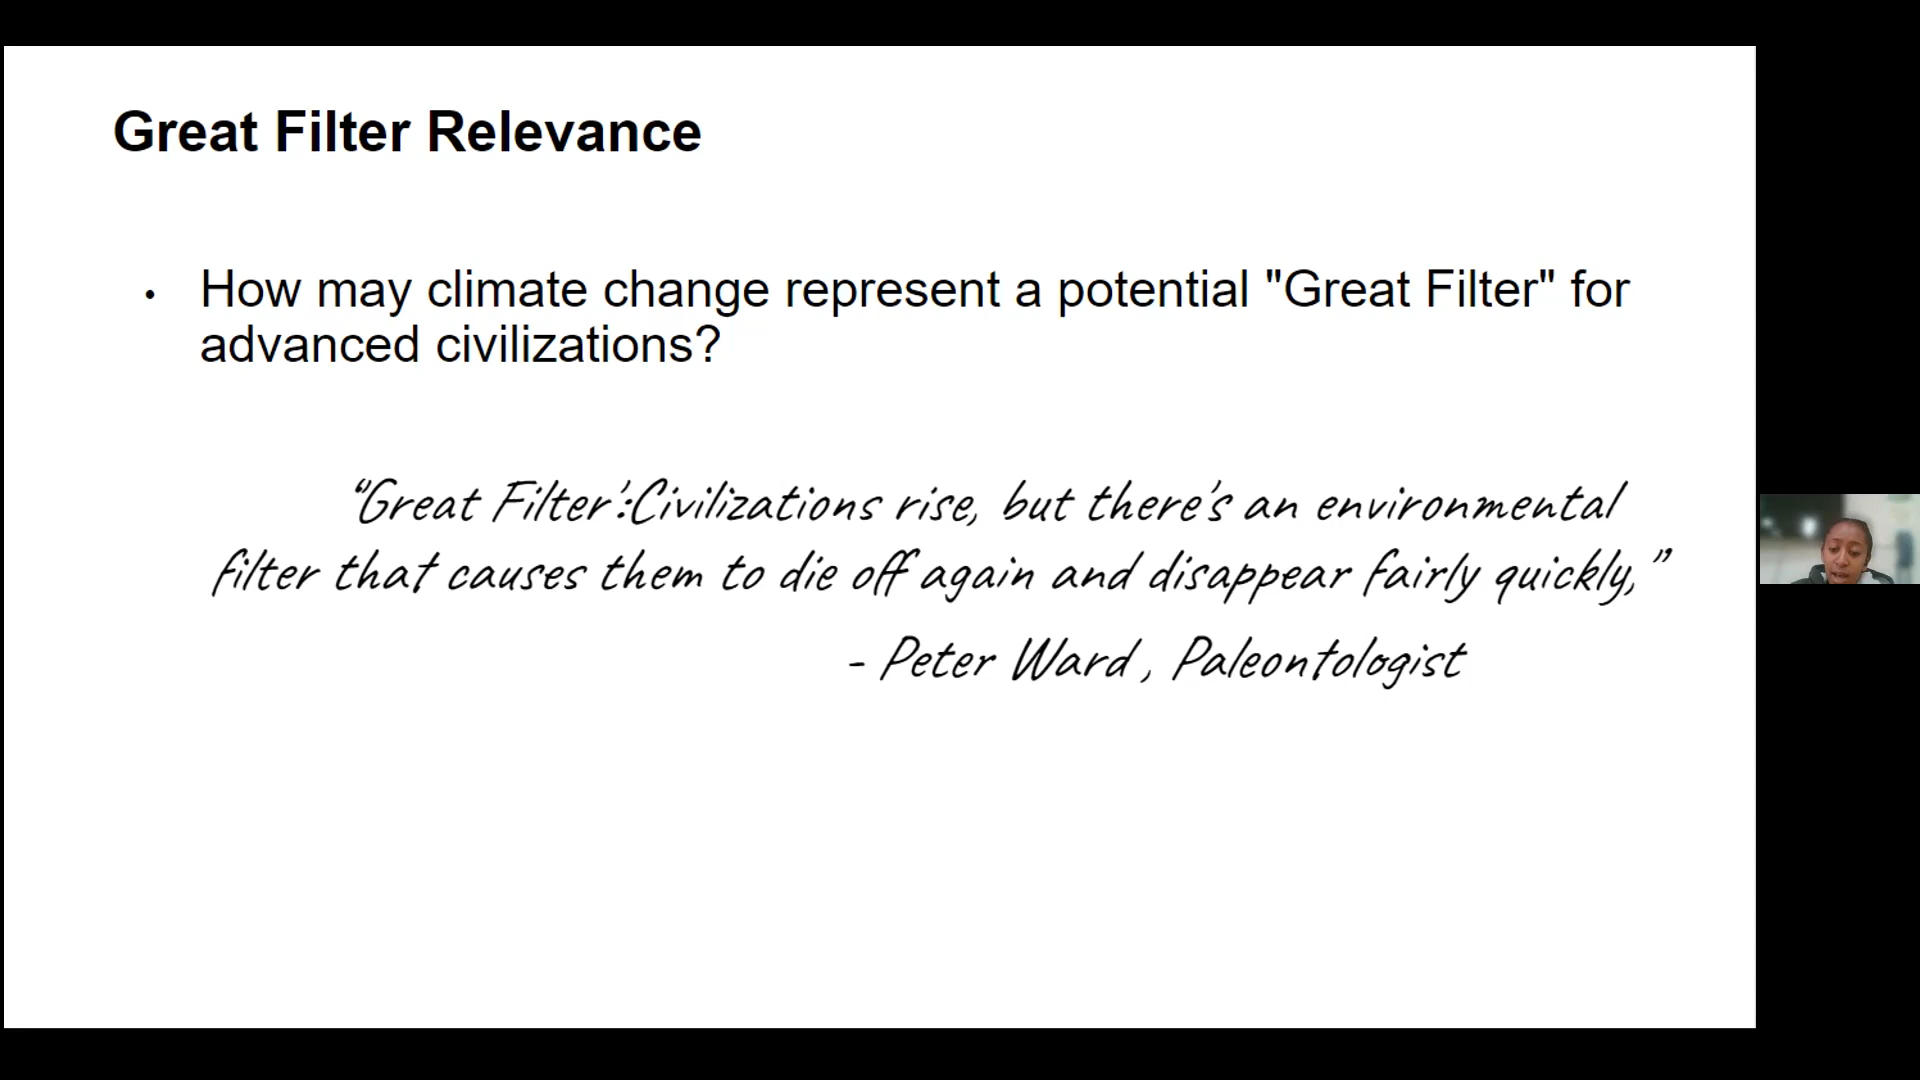 Great Filter Relevance
• How may climate change represent a potential "Great Filter" for
advanced civilizations?
“Great Filter’:Civilizations rise, but there’s an environmental
filter that causes them to die off again and disappear fairly quickly,”
- Peter Ward , Paleontologist